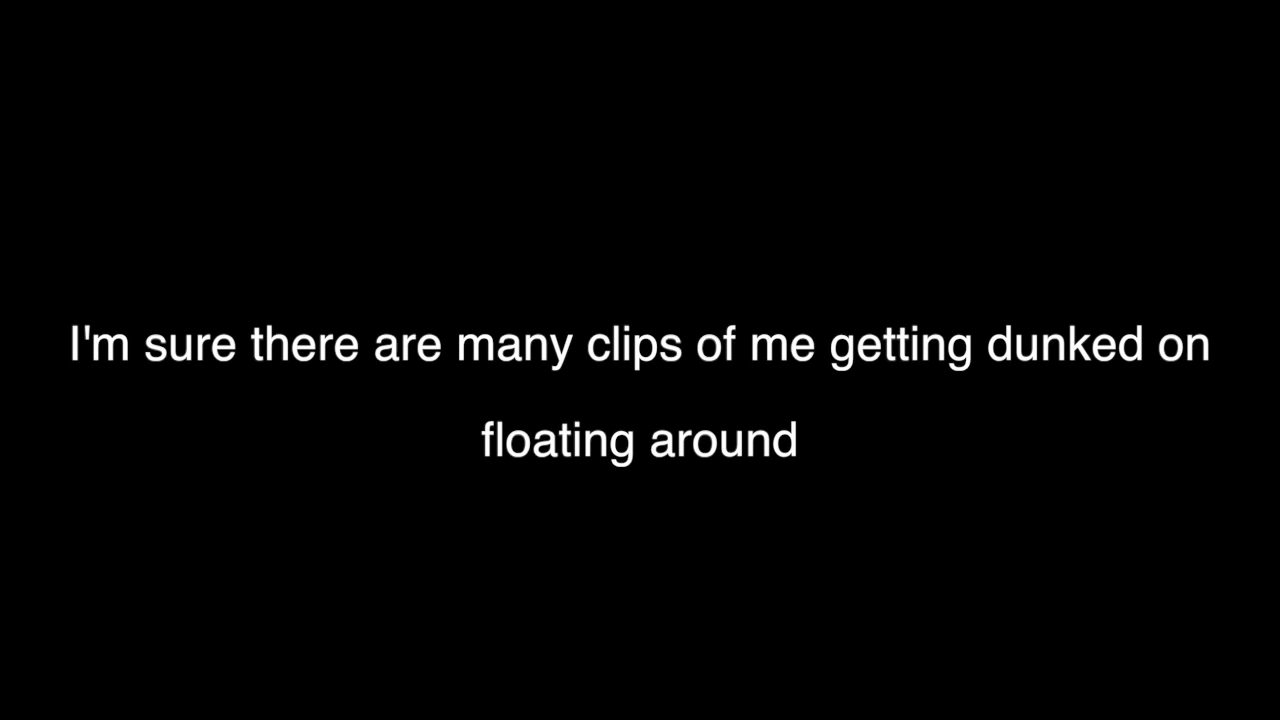 I'm sure there are many clips of me getting dunked on
floating around